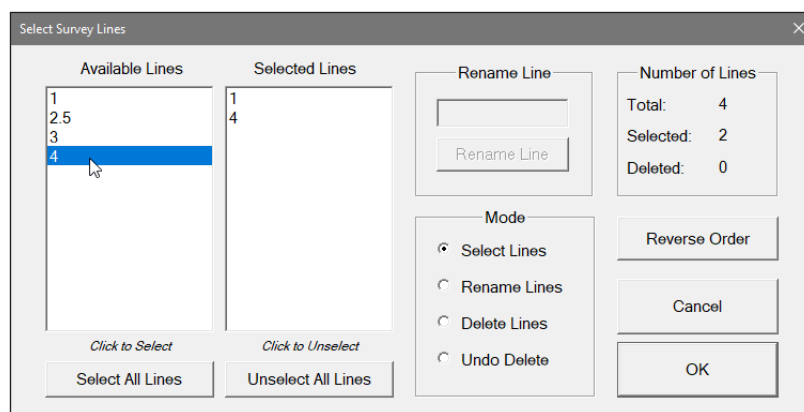 Select Survey Lines
Available Lines
1
2.5
3
4
Click to Select
Select All Lines
Selected Lines
1
4
Click to Unselect
Unselect All Lines
Rename Line
Rename Line
Mode
Select Lines
Rename Lines
Delete Lines
Undo Delete
Number of Lines
Total: 4
Selected: 2
Deleted: 0
Reverse Order
Cancel
OK